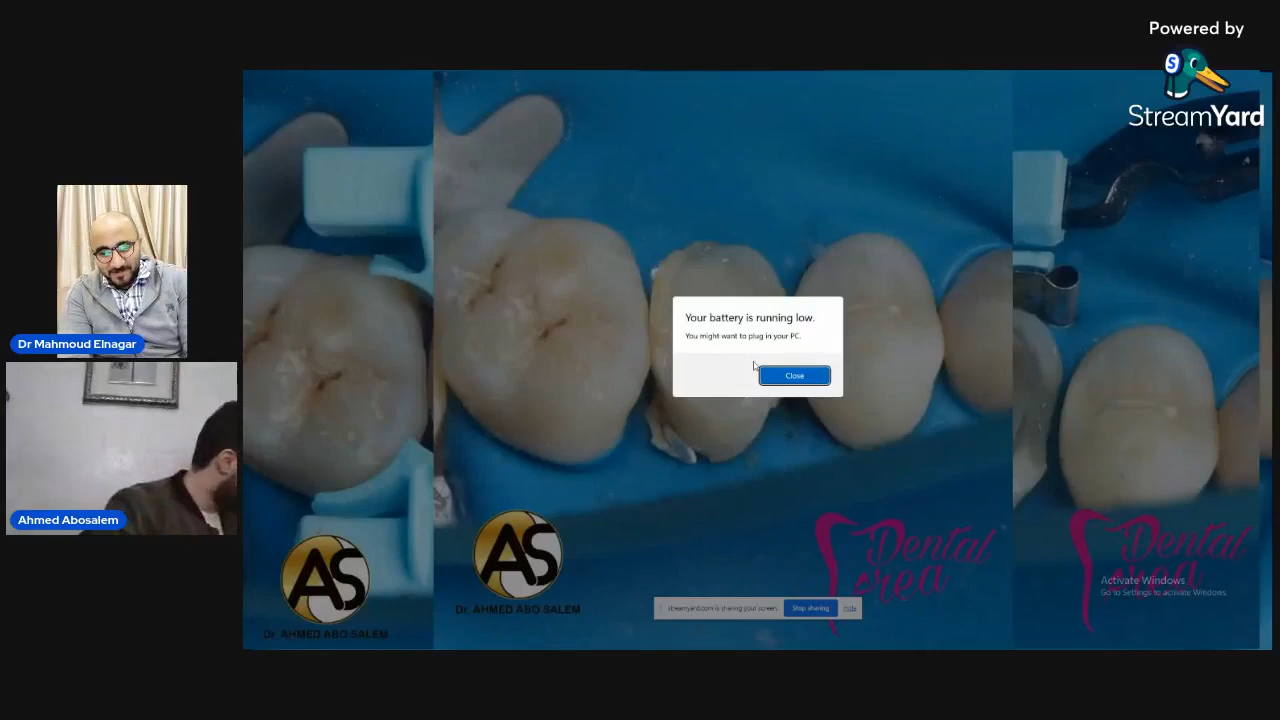 Powered by
StreamYard
Dr Mahmoud Elnagar
Ahmed Abosalem
Your battery is running low.
You might want to plug in your PC.
Close
AS
Dr. AHMED ABO SALEM
AS
Dr. AHMED ABO SALEM
Dental
area
Dental
area
Activate Windows
Go to Settings to activate Windows.
streamyard.com is sharing your screen.
Stop sharing
Hide